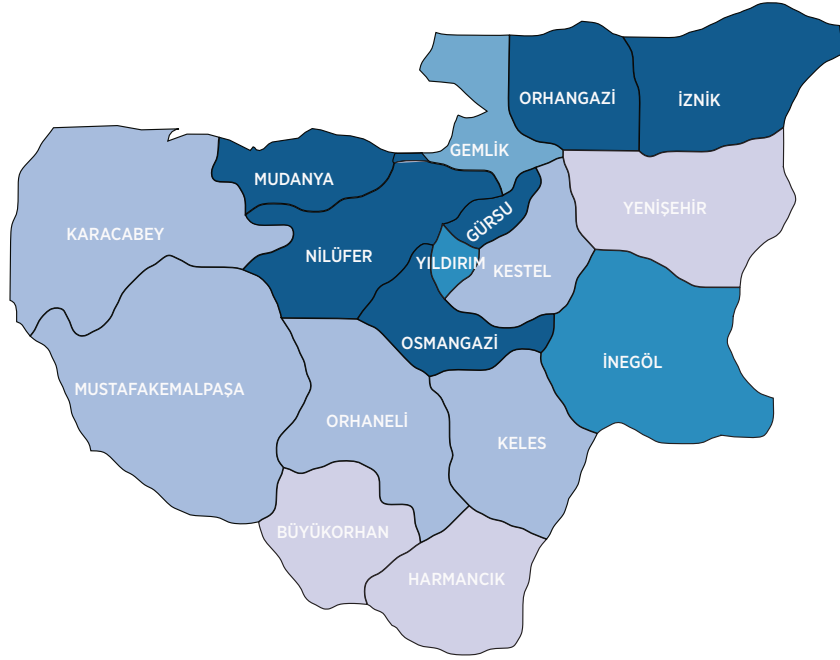 ORHANGAZİ
İZNİK
GEMLİK
MUDANYA
YENİŞEHİR
GÜRSU
KARACABEY
NİLÜFER
YILDIRIM
KESTEL
OSMANGAZİ
İNEGÖL
MUSTAFAKEMALPAŞA
ORHANELİ
KELES
BÜYÜKORHAN
HARMANCIK